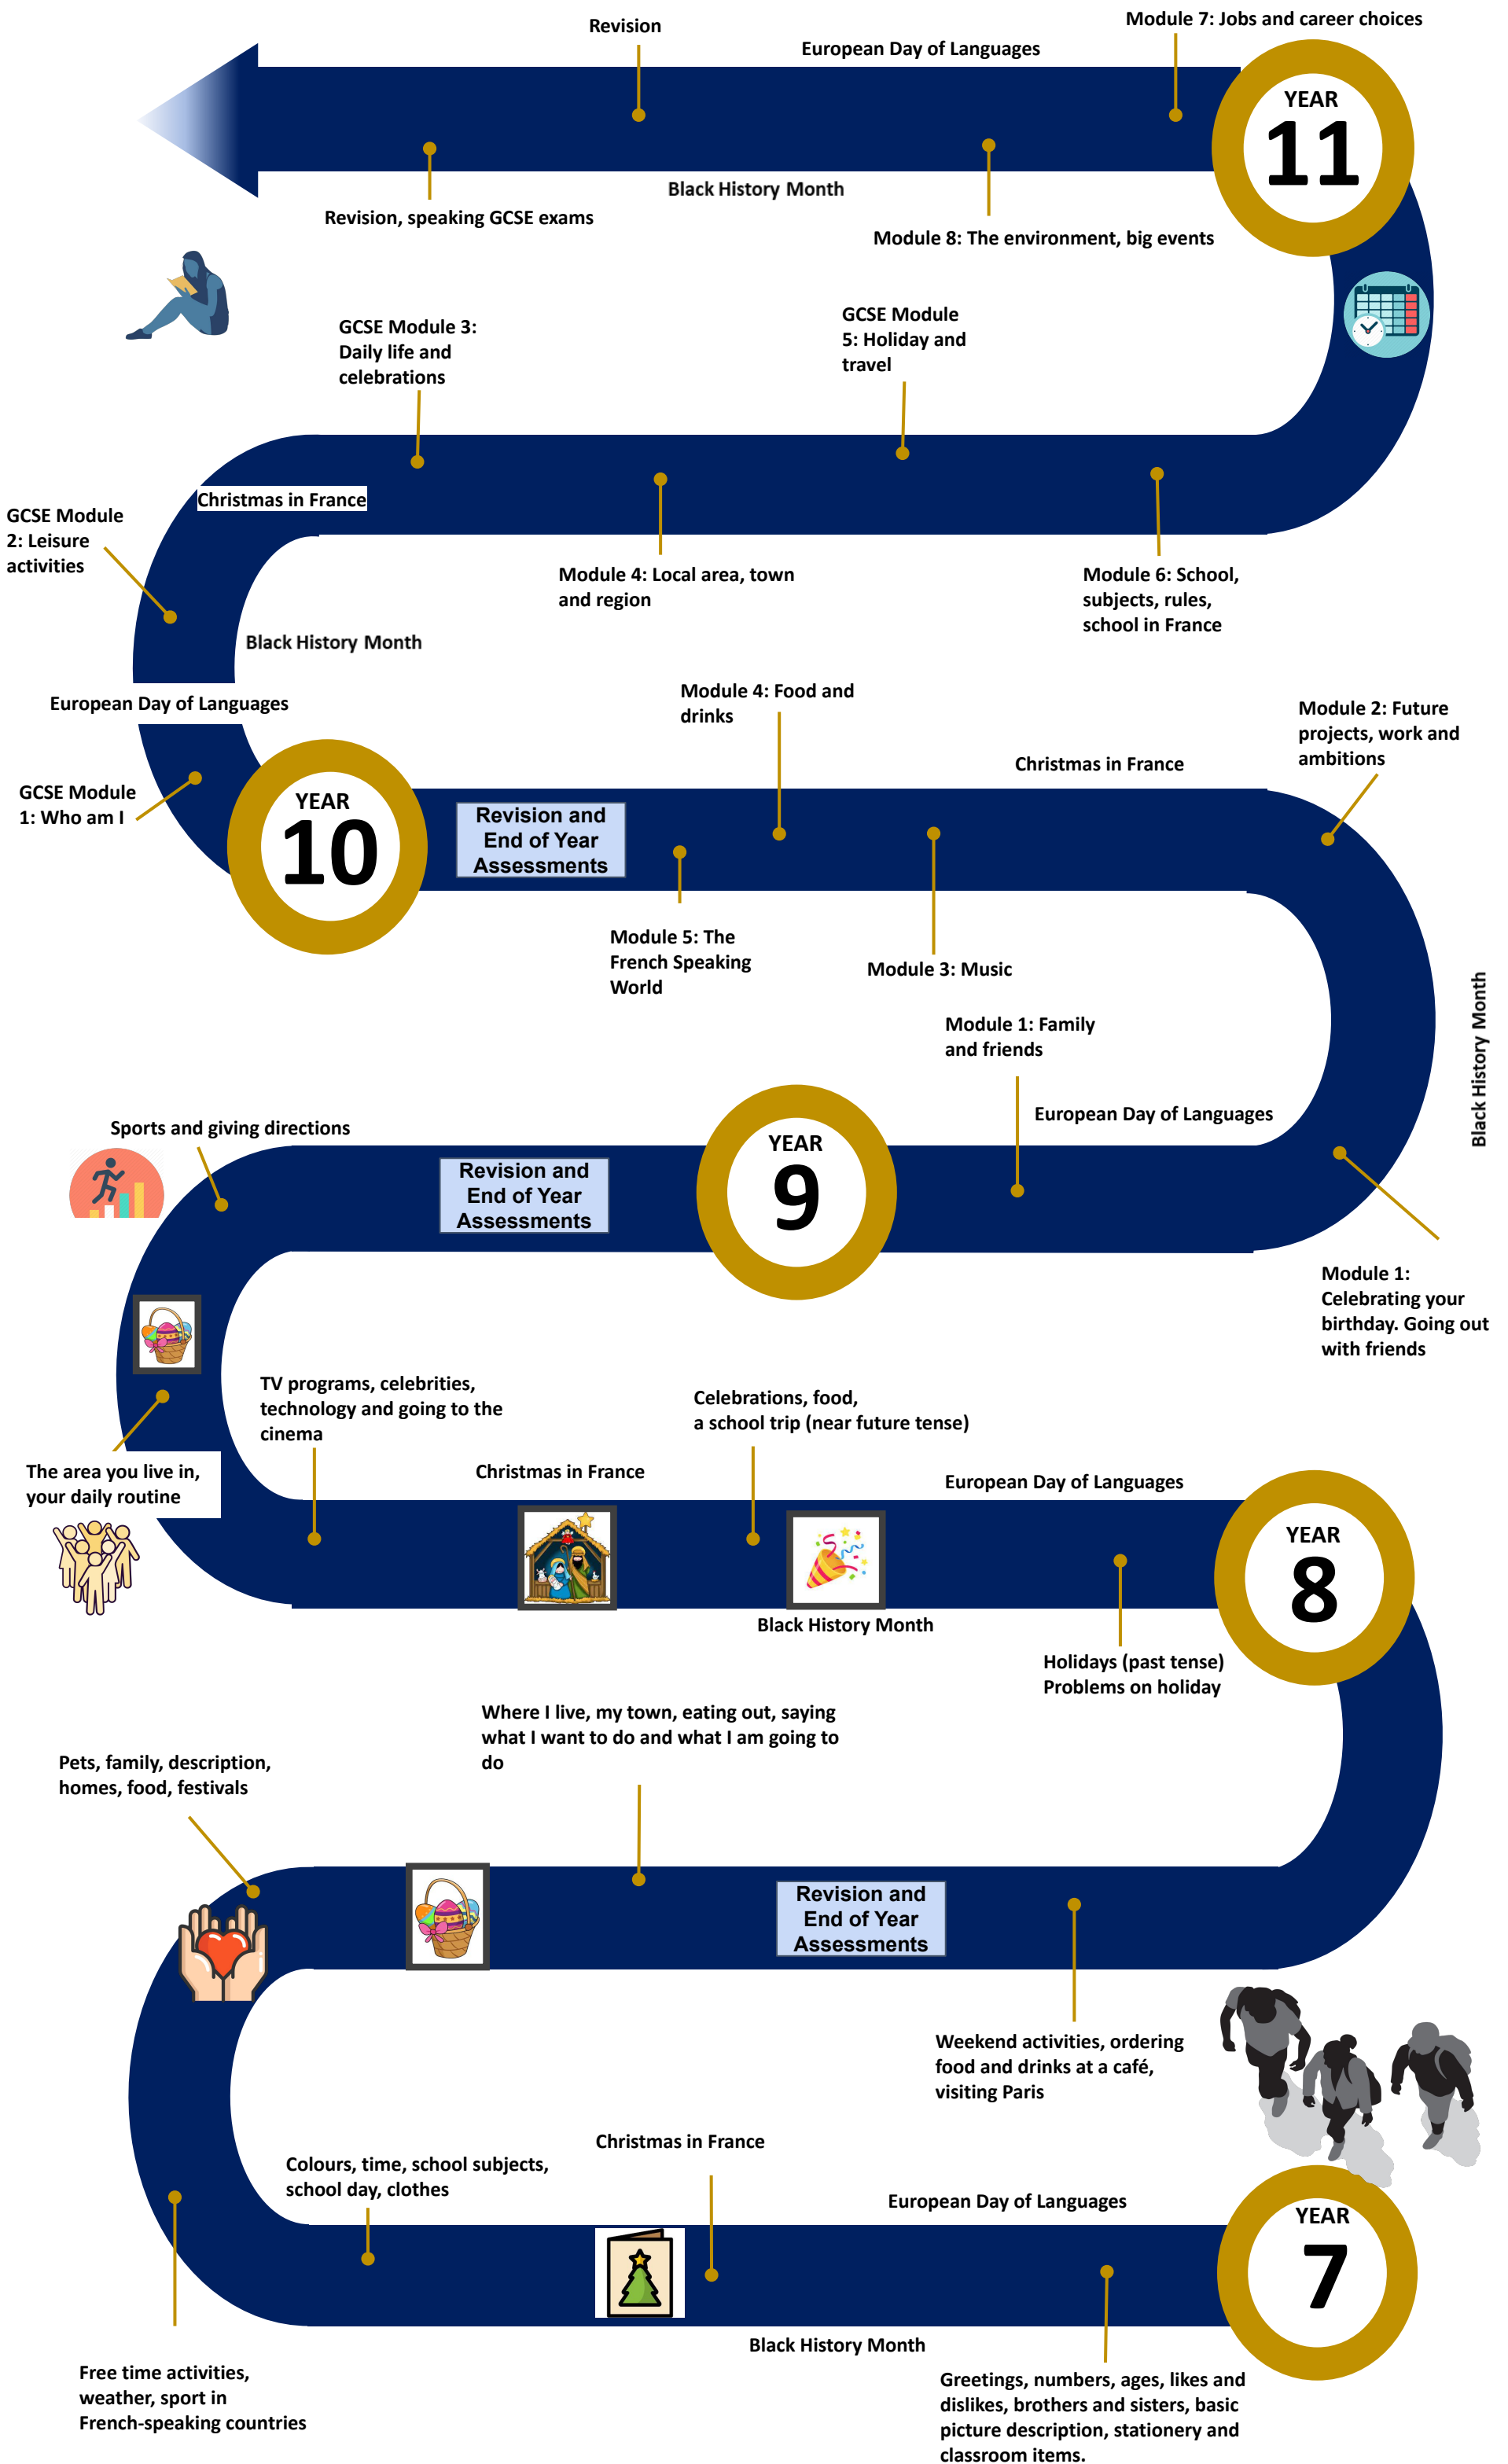 Module 7: Jobs and career choices
Revision
European Day of Languages
YEAR
11
Black History Month
Revision, speaking GCSE exams
Module 8: The environment, big events
GCSE Module
5: Holiday and
travel
GCSE Module 3:
Daily life and
celebrations
Christmas in France
GCSE Module
2: Leisure
activities
Module 4: Local area, town
and region
Module 6: School,
subjects, rules,
school in France
Black History Month
European Day of Languages
Module 4: Food and
drinks
Module 2: Future
projects, work and
ambitions
Christmas in France
GCSE Module
1: Who am I
YEAR
10
Revision and
End of Year
Assessments
Module 5: The
French Speaking
World
Module 3: Music
Black History Month
Module 1: Family
and friends
European Day of Languages
Sports and giving directions
YEAR
9
Revision and
End of Year
Assessments
Module 1:
Celebrating your
birthday. Going out
with friends
TV programs, celebrities,
technology and going to the
cinema
Celebrations, food,
a school trip (near future tense)
The area you live in,
your daily routine
Christmas in France
European Day of Languages
YEAR
8
Black History Month
Holidays (past tense)
Problems on holiday
Where I live, my town, eating out, saying
what I want to do and what I am going to
do
Pets, family, description,
homes, food, festivals
Revision and
End of Year
Assessments
Weekend activities, ordering
food and drinks at a café,
visiting Paris
Christmas in France
Colours, time, school subjects,
school day, clothes
European Day of Languages
YEAR
7
Black History Month
Free time activities,
weather, sport in
French-speaking countries
Greetings, numbers, ages, likes and
dislikes, brothers and sisters, basic
picture description, stationery and
classroom items.